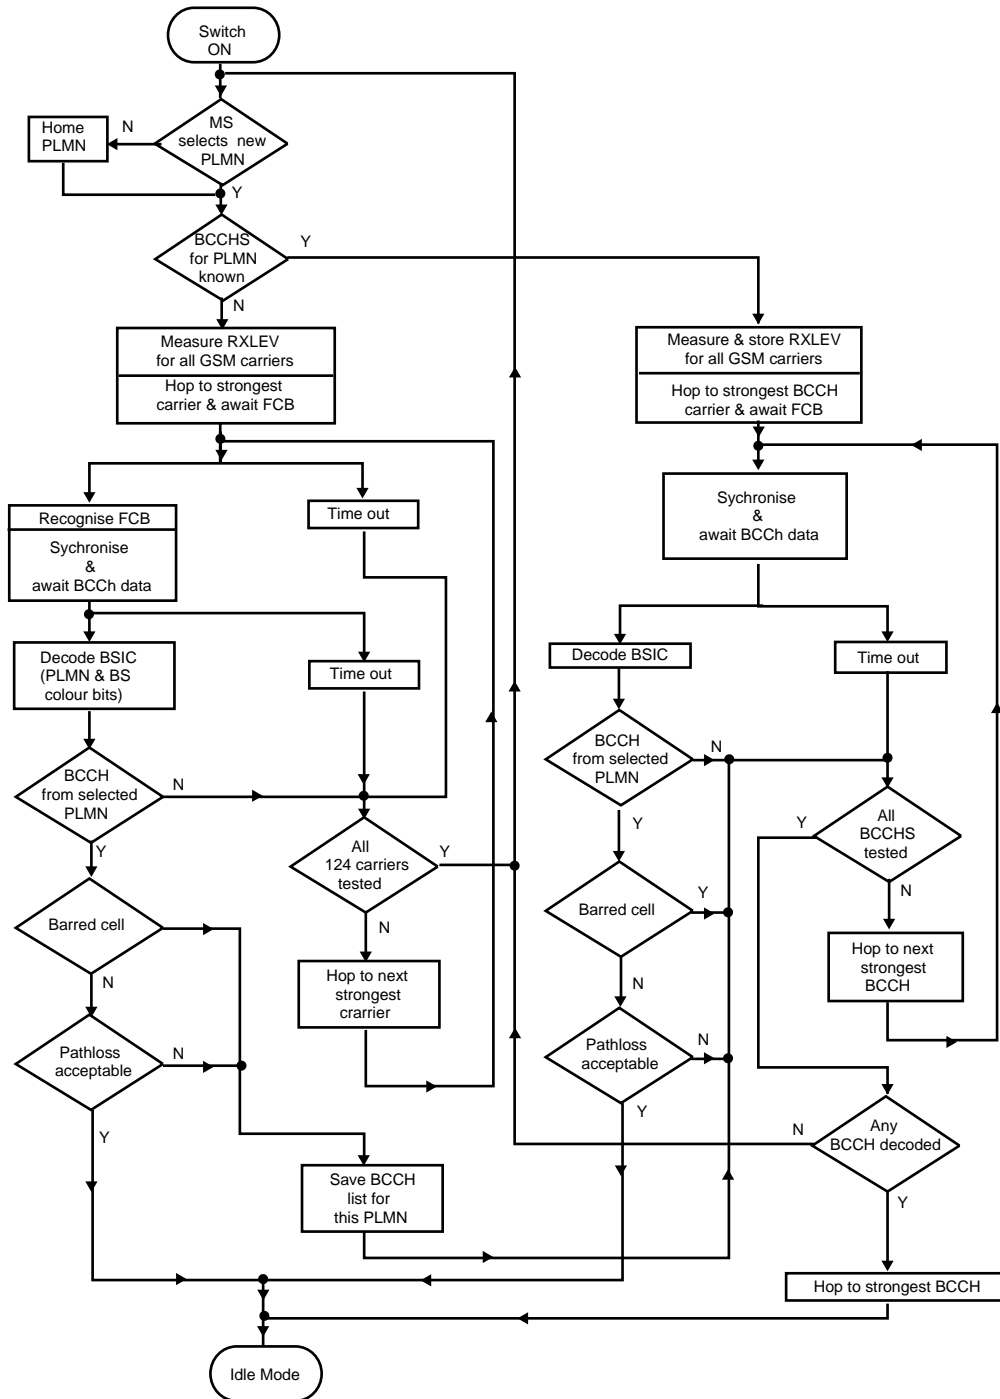 Switch
ON
MS
selects new
PLMN
N
Home
PLMN
Y
BCCHS
for PLMN
known
Y
N
Measure RXLEV
for all GSM carriers
Hop to strongest
carrier & await FCB
Measure & store RXLEV
for all GSM carriers
Hop to strongest BCCH
carrier & await FCB
Recognise FCB
Sychronise
&
await BCCh data
Time out
Sychronise
&
await BCCh data
Decode BSIC
(PLMN & BS
colour bits)
Time out
Decode BSIC
Time out
BCCH
from selected
PLMN
N
Y
All
124 carriers
tested
Y
N
BCCH
from selected
PLMN
N
Y
All
BCCHS
tested
Y
N
Barred cell
N
Hop to next
strongest
crarrier
Barred cell
Y
N
Hop to next
strongest
BCCH
Pathloss
acceptable
N
Y
Pathloss
acceptable
N
Y
Any
BCCH decoded
N
Y
Save BCCH
list for
this PLMN
Hop to strongest BCCH
Idle Mode